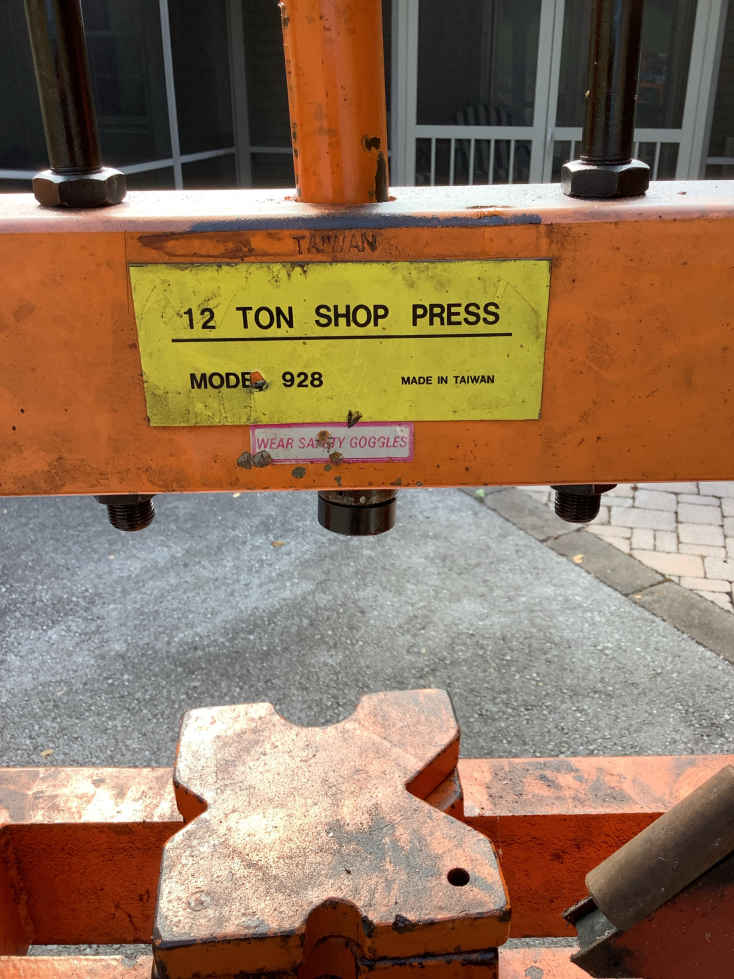 TAIWAN
12 TON SHOP PRESS
MODEL 928 MADE IN TAIWAN
WEAR SAFETY GOGGLES